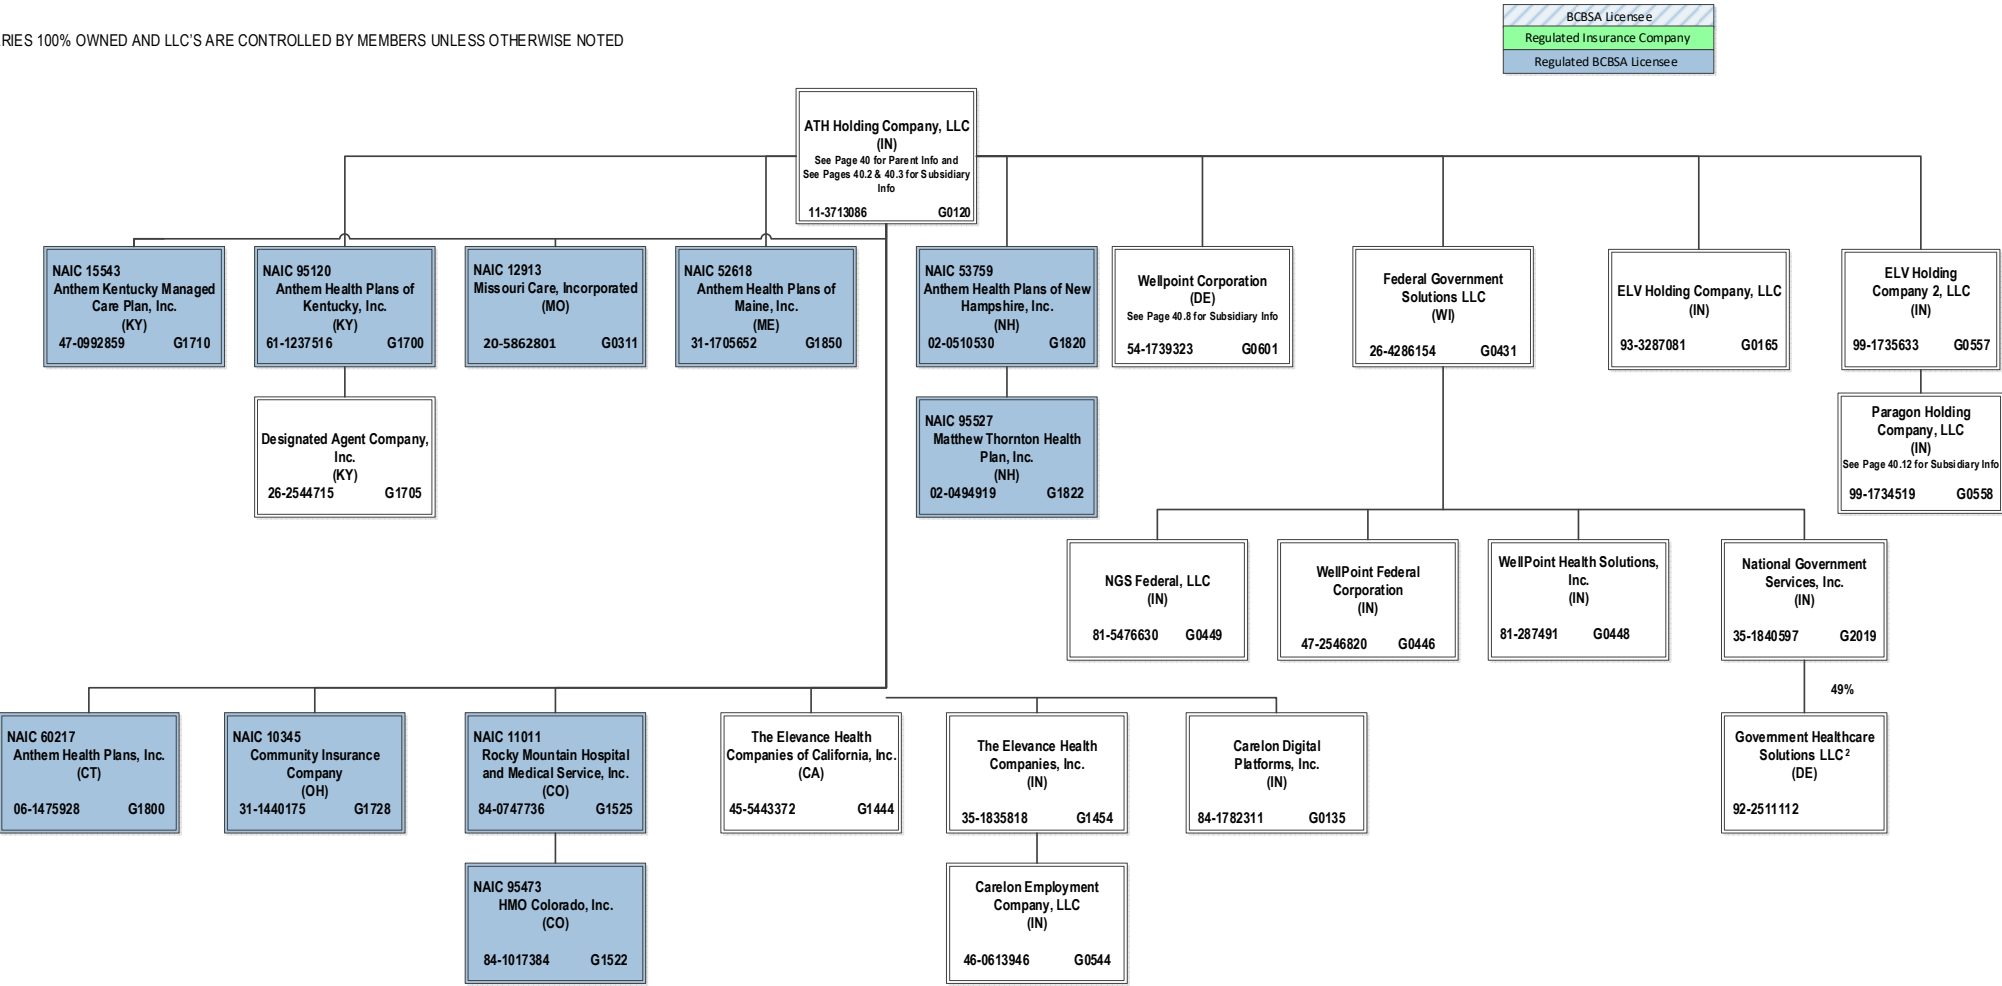 BCBSA Licensee
Regulated Insurance Company
Regulated BCBSA Licensee
RIES 100% OWNED AND LLC'S ARE CONTROLLED BY MEMBERS UNLESS OTHERWISE NOTED
ATH Holding Company, LLC
(IN)
See Page 40 for Parent Info and
See Pages 40.2 & 40.3 for Subsidiary
Info
11-3713086 G0120
NAIC 15543
Anthem Kentucky Managed
Care Plan, Inc.
(KY)
47-0992859 G1710
NAIC 95120
Anthem Health Plans of
Kentucky, Inc.
(KY)
61-1237516 G1700
NAIC 12913
Missouri Care, Incorporated
(MO)
20-5862801 G0311
NAIC 52618
Anthem Health Plans of
Maine, Inc.
(ME)
31-1705652 G1850
NAIC 53759
Anthem Health Plans of New
Hampshire, Inc.
(NH)
02-0510530 G1820
Wellpoint Corporation
(DE)
See Page 40.8 for Subsidiary Info
54-1739323 G0601
Federal Government
Solutions LLC
(WI)
26-4286154 G0431
ELV Holding Company, LLC
(IN)
93-3287081 G0165
ELV Holding
Company 2, LLC
(IN)
99-1735633 G0557
Designated Agent Company,
Inc.
(KY)
26-2544715 G1705
NAIC 95527
Matthew Thornton Health
Plan, Inc.
(NH)
02-0494919 G1822
Paragon Holding
Company, LLC
(IN)
See Page 40.12 for Subsidiary Info
99-1734519 G0558
NGS Federal, LLC
(IN)
81-5476630 G0449
WellPoint Federal
Corporation
(IN)
47-2546820 G0446
WellPoint Health Solutions,
Inc.
(IN)
81-287491 G0448
National Government
Services, Inc.
(IN)
35-1840597 G2019
49%
NAIC 60217
Anthem Health Plans, Inc.
(CT)
06-1475928 G1800
NAIC 10345
Community Insurance
Company
(OH)
31-1440175 G1728
NAIC 11011
Rocky Mountain Hospital
and Medical Service, Inc.
(CO)
84-0747736 G1525
The Elevance Health
Companies of California, Inc.
(CA)
45-5443372 G1444
The Elevance Health
Companies, Inc.
(IN)
35-1835818 G1454
Carelon Digital
Platforms, Inc.
(IN)
84-1782311 G0135
Government Healthcare
Solutions LLC²
(DE)
92-2511112
NAIC 95473
HMO Colorado, Inc.
(CO)
84-1017384 G1522
Carelon Employment
Company, LLC
(IN)
46-0613946 G0544